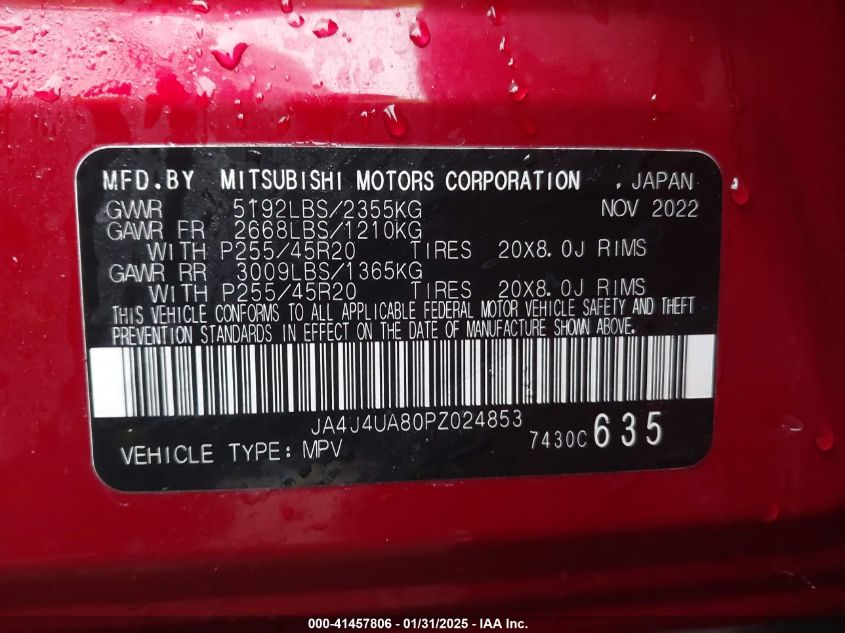 MFD.BY MITSUBISHI MOTORS CORPORATION , JAPAN
GVWR 5192LBS/2355KG NOV 2022
GAWR FR 2668LBS/1210KG
WITH P255/45R20 TIRES 20X8.0J RIMS
GAWR RR 3009LBS/1365KG
WITH P255/45R20 TIRES 20X8.0J RIMS
THIS VEHICLE CONFORMS TO ALL APPLICABLE FEDERAL MOTOR VEHICLE SAFETY AND THEFT
PREVENTION STANDARDS IN EFFECT ON THE DATE OF MANUFACTURE SHOWN ABOVE.
JA4J4UA80PZ024853
VEHICLE TYPE: MPV 7430C 635
000-41457806 / 01/31/2025 - IAA Inc.